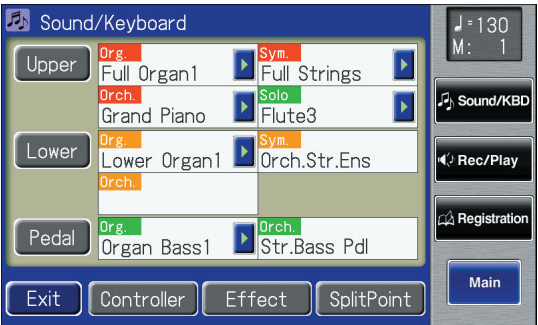 Sound/Keyboard
♩=130
M: 1
Upper
Org.
Full Organ1
Sym.
Full Strings
Orch.
Grand Piano
Solo
Flute3
Lower
Org.
Lower Organ1
Sym.
Orch.Str.Ens
Orch.
Pedal
Org.
Organ Bass1
Orch.
Str.Bass Pdl
Exit
Controller
Effect
SplitPoint
Sound/KBD
Rec/Play
Registration
Main